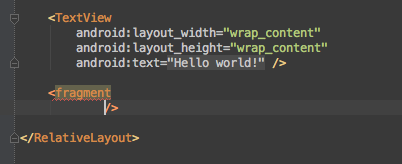 <TextView
android:layout_width="wrap_content"
android:layout_height="wrap_content"
android:text="Hello world!" />
<fragment
/>
</RelativeLayout>